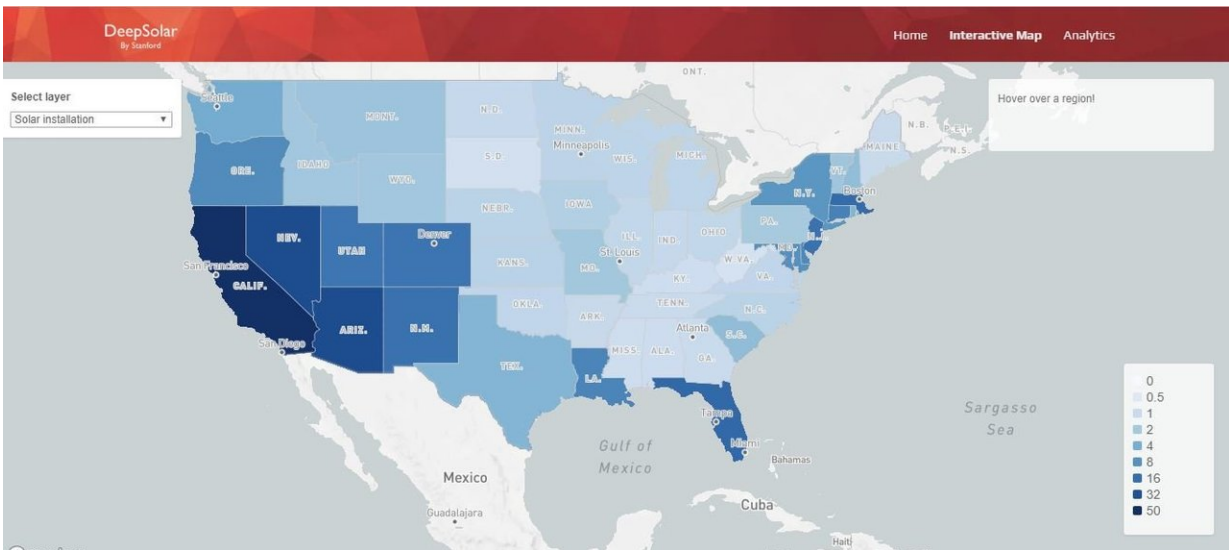 DeepSolar
By Stanford
Home Interactive Map Analytics
Select layer
Solar installation
Hover over a region!
ONT.
Seattle
MONT.
N.D.
MINN.
Minneapolis
N.B.
P.E.I.
N.S.
MAINE
ORE.
IDAHO
S.D.
WIS.
MICH.
VT.
WYO.
N.Y.
Boston
NEBR.
IOWA
PA.
NEV.
UTAH
Denver
ILL.
IND.
OHIO
N.J.
St-Louis
MD.
San Francisco
CALIF.
KANS.
MO.
W.VA.
VA.
KY.
ARIZ.
N.M.
OKLA.
ARK.
TENN.
N.C.
Atlanta
S.C.
San Diego
MISS.
ALA.
GA.
TEX.
LA.
Tampa
Miami
Gulf of
Mexico
Bahamas
Sargasso
Sea
Mexico
Guadalajara
Cuba
Haiti
0
0.5
1
2
4
8
16
32
50